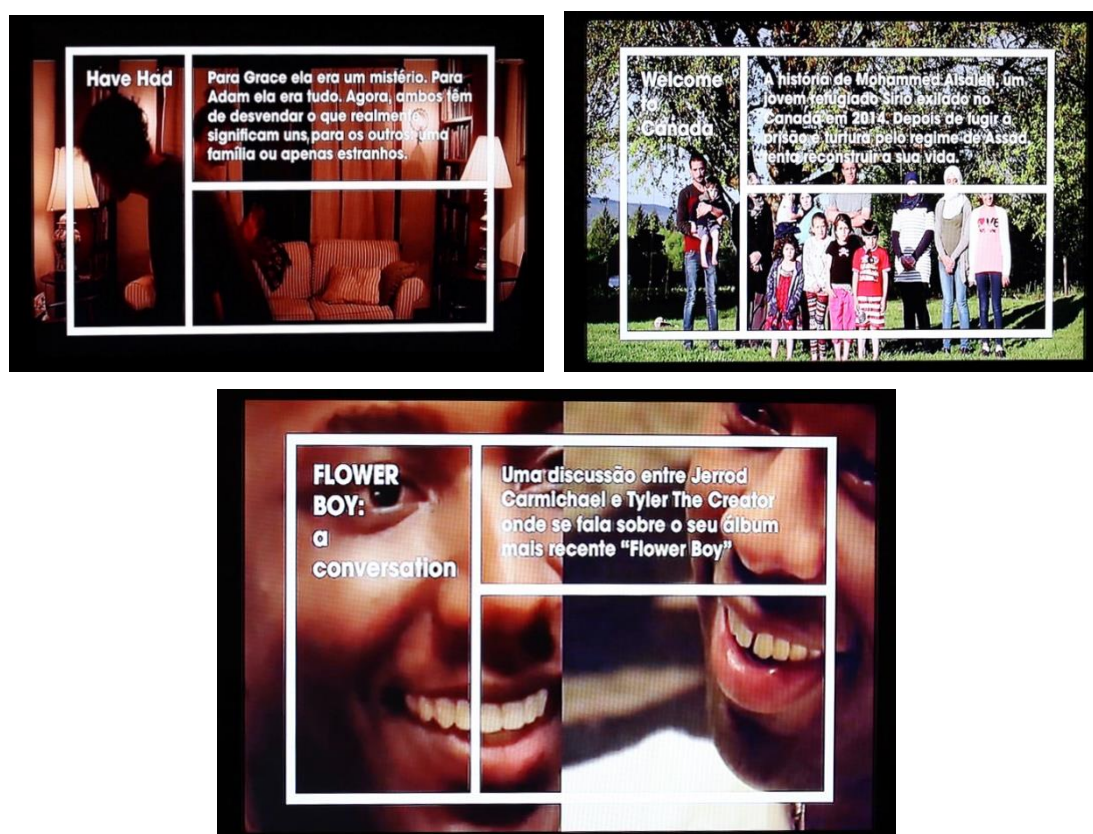 Have Had
Para Grace ela era um mistério. Para
Adam ela era tudo. Agora, ambos têm
de desvendar o que realmente
significam uns para os outros, uma
família ou apenas estranhos.
Welcome
to
Canada
A história de Mohammed Alsaleh, um
jovem refugiado Sírio exilado no
Canadá em 2014. Depois de fugir à
prisão e turtura pelo regime de Assad,
tenta reconstruir a sua vida.
LOVE
FLOWER
BOY:
a
conversation
Uma discussão entre Jerrod
Carmichael e Tyler The Creator
onde se fala sobre o seu álbum
mais recente “Flower Boy”